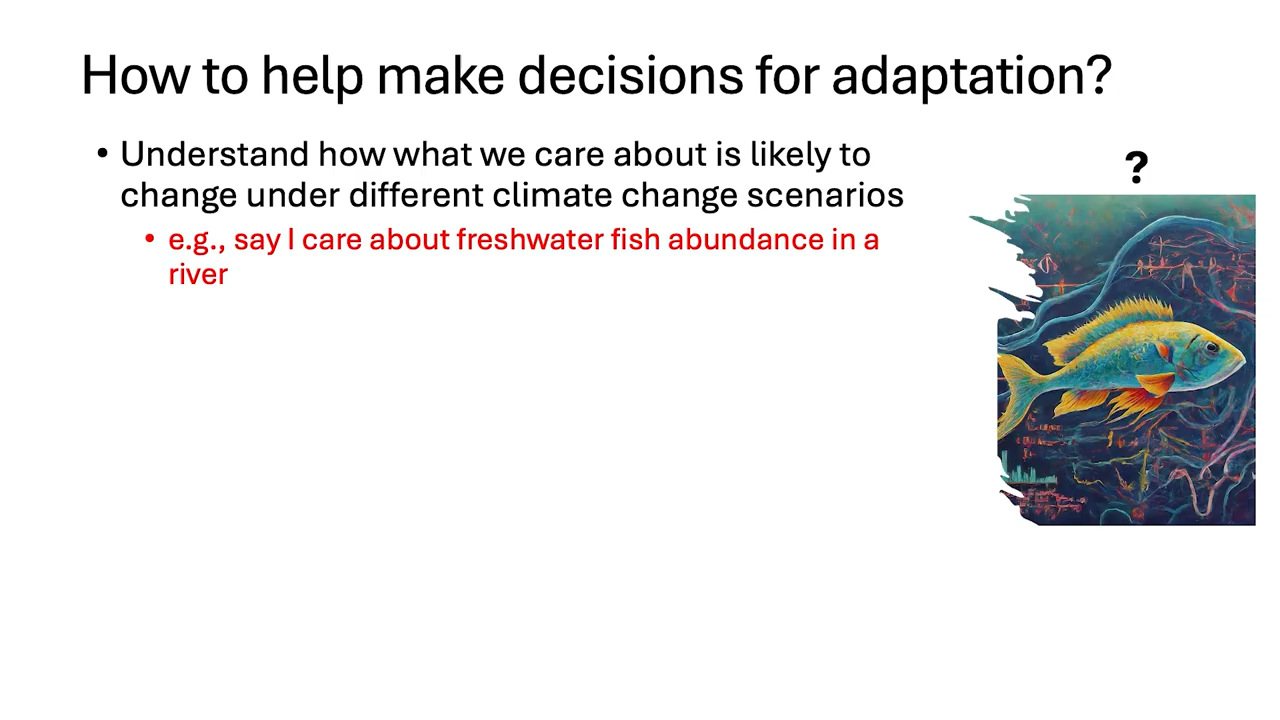 How to help make decisions for adaptation?
• Understand how what we care about is likely to
change under different climate change scenarios
• e.g., say I care about freshwater fish abundance in a
river
?